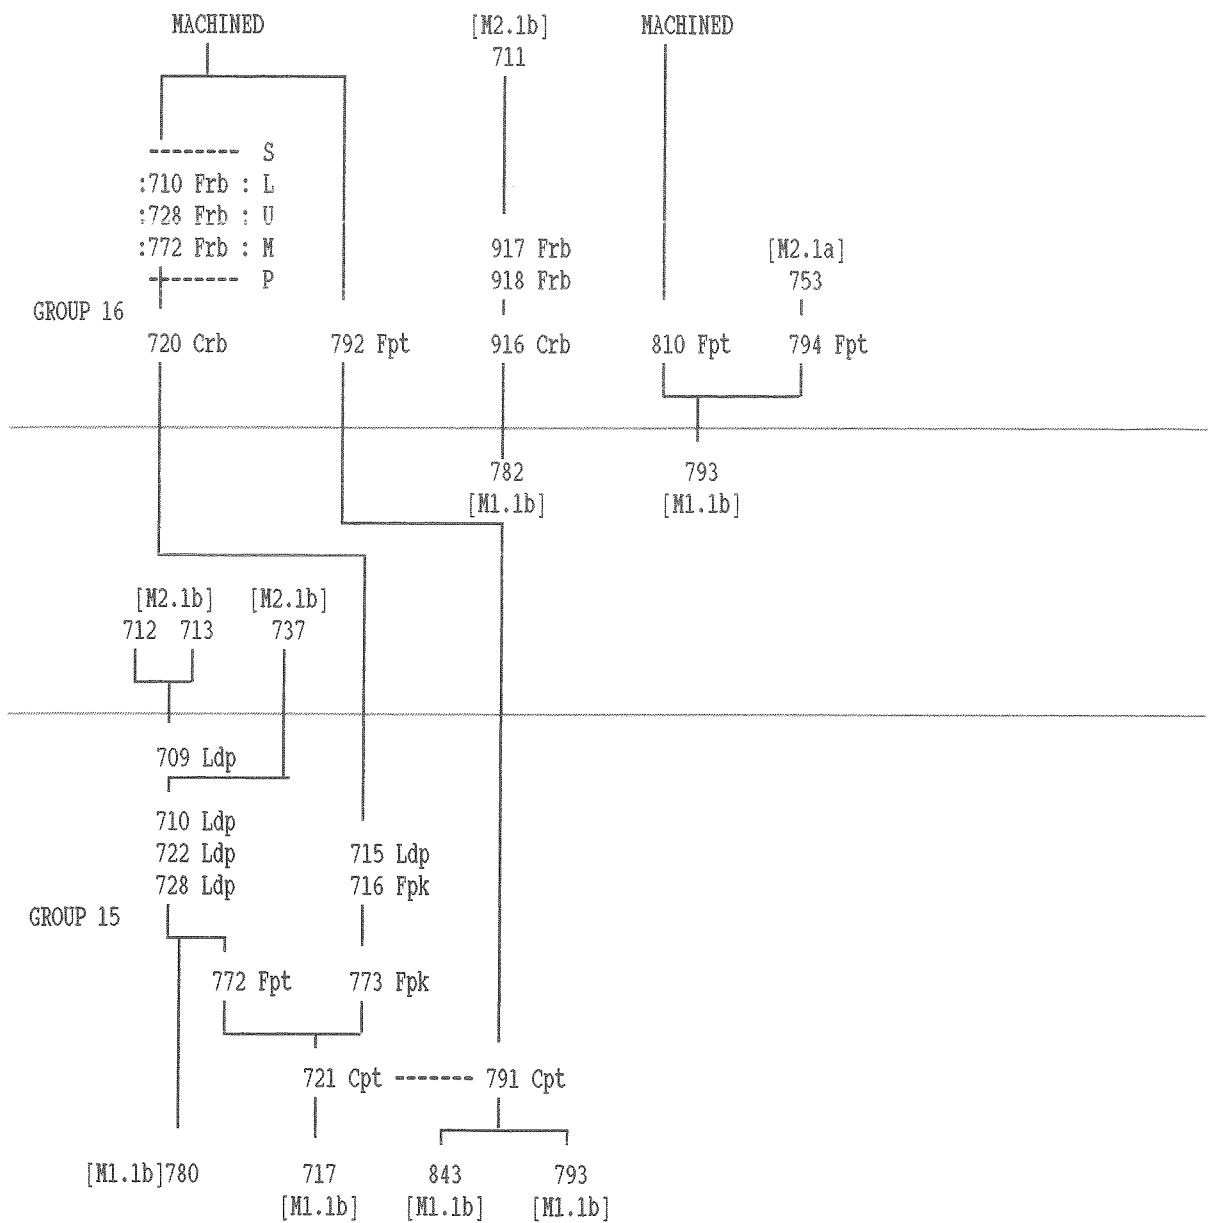 MACHINED [M2.1b] MACHINED
711
-------- S
:710 Frb : L
:728 Frb : U
:772 Frb : M 917 Frb [M2.1a]
-------- P 918 Frb 753
GROUP 16
720 Crb 792 Fpt 916 Crb 810 Fpt 794 Fpt
782 793
[M1.1b] [M1.1b]
[M2.1b] [M2.1b]
712 713 737
709 Ldp
710 Ldp
722 Ldp 715 Ldp
728 Ldp 716 Fpk
GROUP 15
772 Fpt 773 Fpk
721 Cpt ------- 791 Cpt
[M1.1b]780 717 843 793
[M1.1b] [M1.1b] [M1.1b]